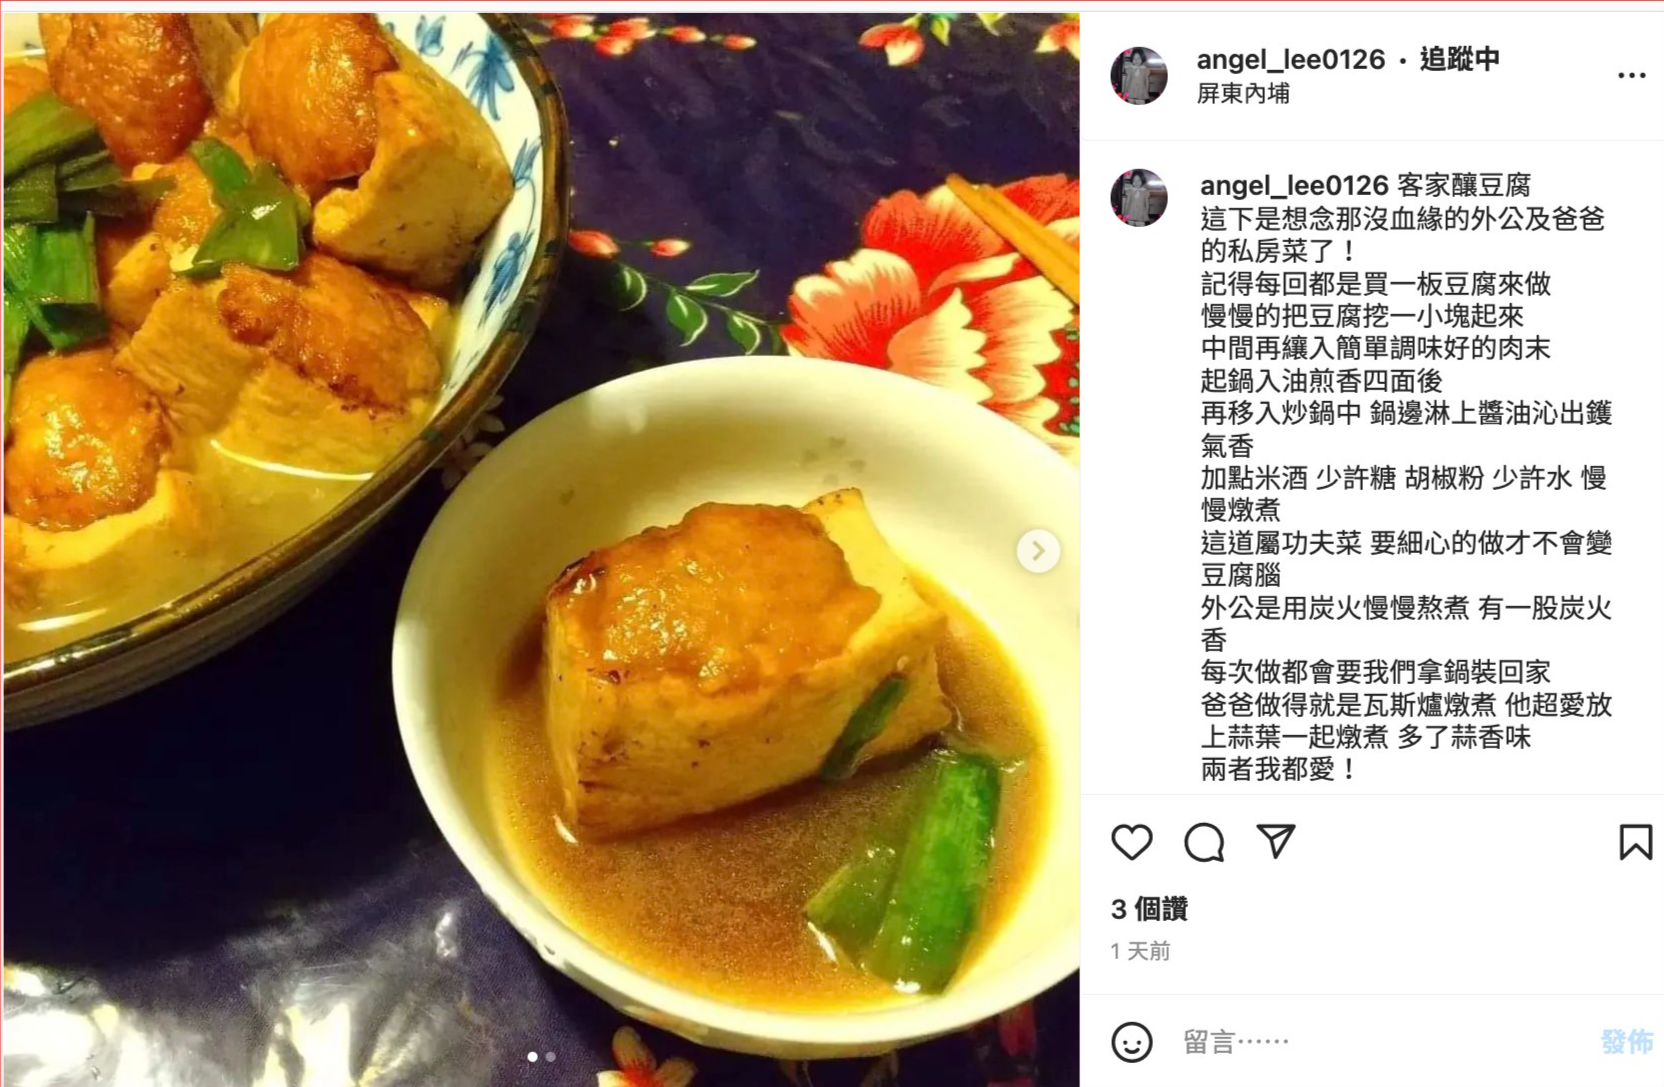 angel_lee0126 • 追蹤中
屏東內埔
angel_lee0126 客家釀豆腐
這下是想念那沒血緣的外公及爸爸
的私房菜了！
記得每回都是買一板豆腐來做
慢慢的把豆腐挖一小塊起來
中間再纕入簡單調味好的肉末
起鍋入油煎香四面後
再移入炒鍋中 鍋邊淋上醬油沁出鑊
氣香
加點米酒 少許糖 胡椒粉 少許水 慢
慢燉煮
這道屬功夫菜 要細心的做才不會變
豆腐腦
外公是用炭火慢慢熬煮 有一股炭火
香
每次做都會要我們拿鍋裝回家
爸爸做得就是瓦斯爐燉煮 他超愛放
上蒜葉一起燉煮 多了蒜香味
兩者我都愛！
3 個讚
1 天前
留言……
發佈